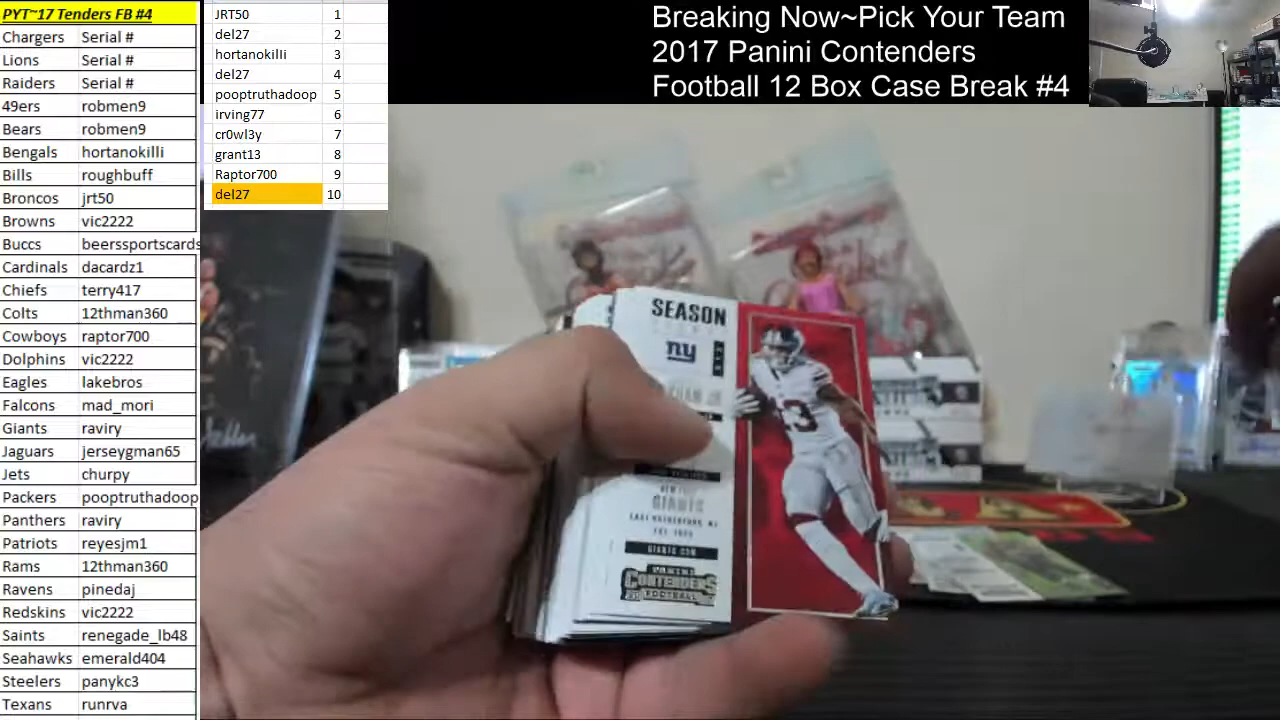 PYT~17 Tenders FB #4
Chargers Serial #
Lions Serial #
Raiders Serial #
49ers robmen9
Bears robmen9
Bengals hortanokilli
Bills roughbuff
Broncos jrt50
Browns vic2222
Buccs beerssportscards
Cardinals dacardz1
Chiefs terry417
Colts 12thman360
Cowboys raptor700
Dolphins vic2222
Eagles lakebros
Falcons mad_mori
Giants raviry
Jaguars jerseygman65
Jets churpy
Packers pooptruthadoop
Panthers raviry
Patriots reyesjm1
Rams 12thman360
Ravens pinedaj
Redskins vic2222
Saints renegade_lb48
Seahawks emerald404
Steelers panykc3
Texans runrva
JRT50 1
del27 2
hortanokilli 3
del27 4
pooptruthadoop 5
irving77 6
cr0wl3y 7
grant13 8
Raptor700 9
del27 10
Breaking Now~Pick Your Team
2017 Panini Contenders
Football 12 Box Case Break #4
SEASON
ny
GIANTS
GIANTS.COM
PANINI
CONTENDERS
FOOTBALL
13